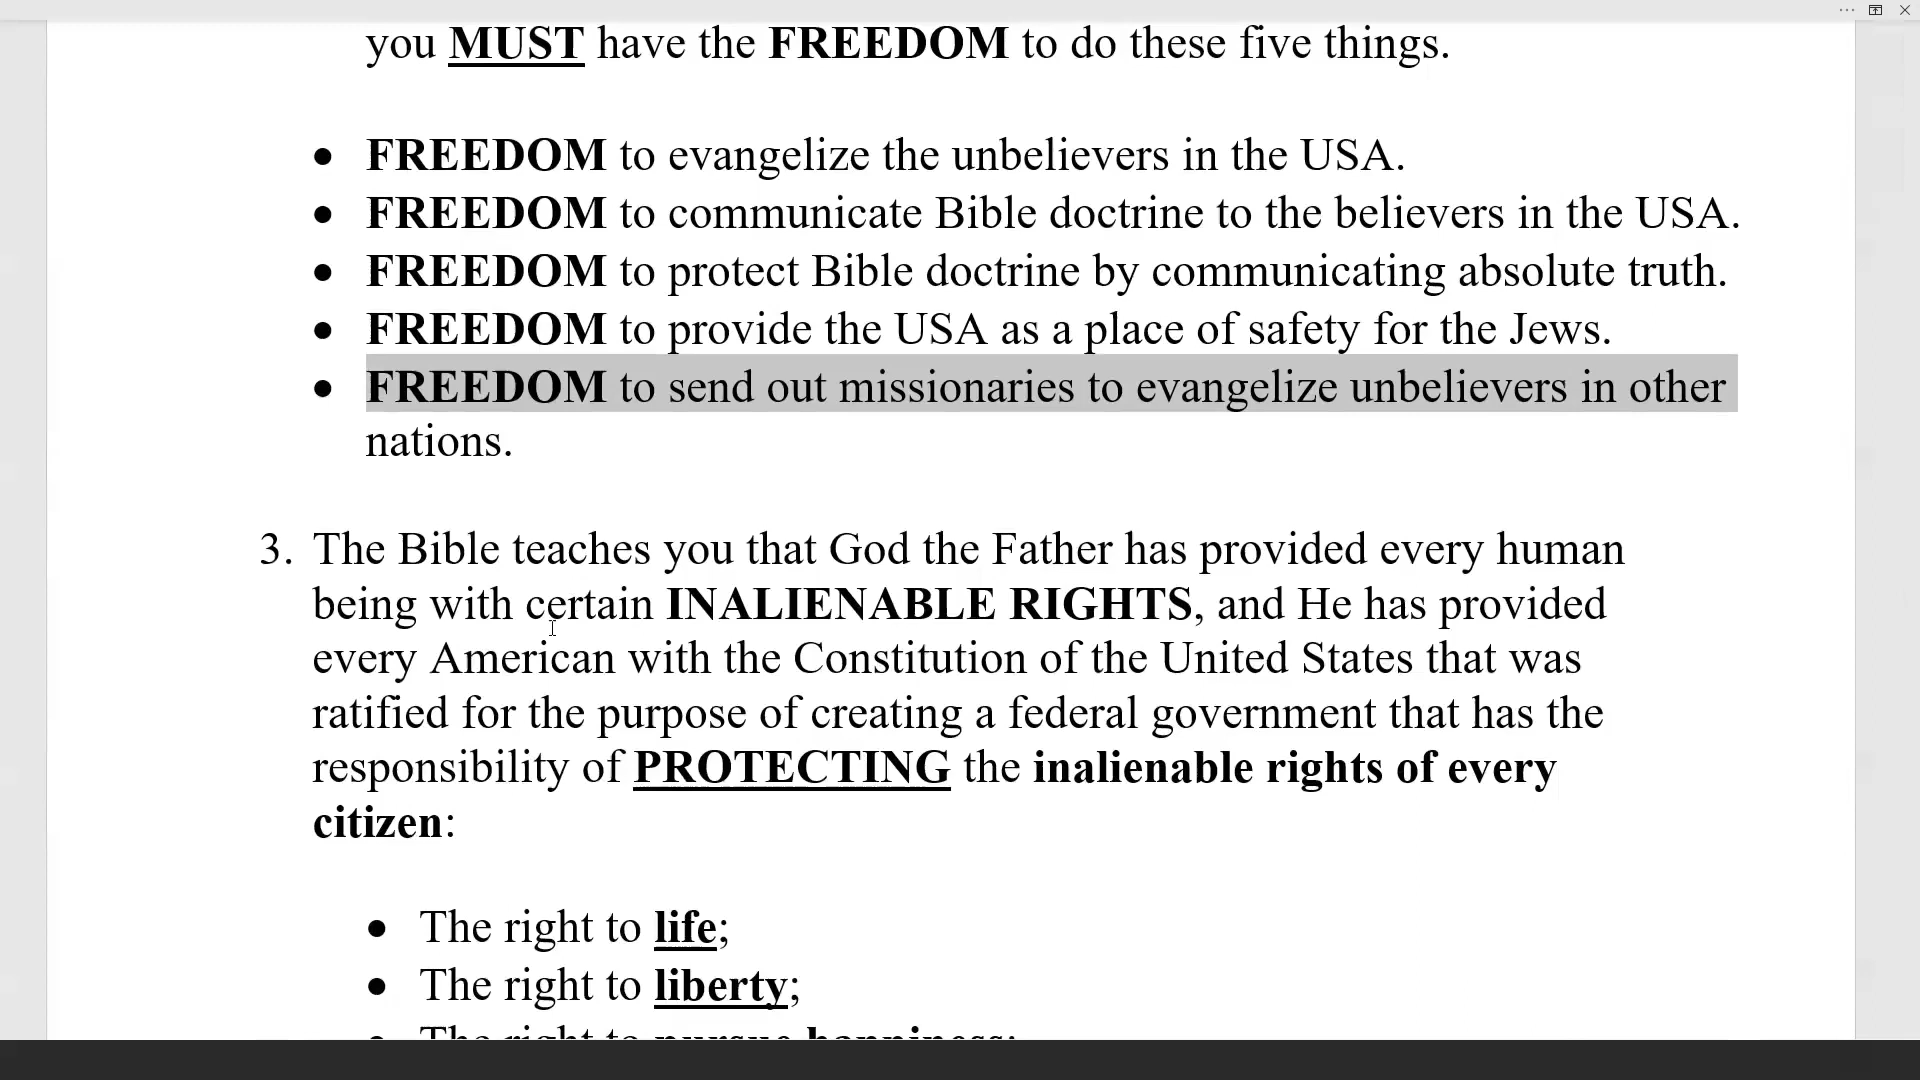 you MUST have the FREEDOM to do these five things.
• FREEDOM to evangelize the unbelievers in the USA.
• FREEDOM to communicate Bible doctrine to the believers in the USA.
• FREEDOM to protect Bible doctrine by communicating absolute truth.
• FREEDOM to provide the USA as a place of safety for the Jews.
• FREEDOM to send out missionaries to evangelize unbelievers in other
nations.
3. The Bible teaches you that God the Father has provided every human
being with certain INALIENABLE RIGHTS, and He has provided
every American with the Constitution of the United States that was
ratified for the purpose of creating a federal government that has the
responsibility of PROTECTING the inalienable rights of every
citizen:
• The right to life;
• The right to liberty;
• The right to pursue happiness;